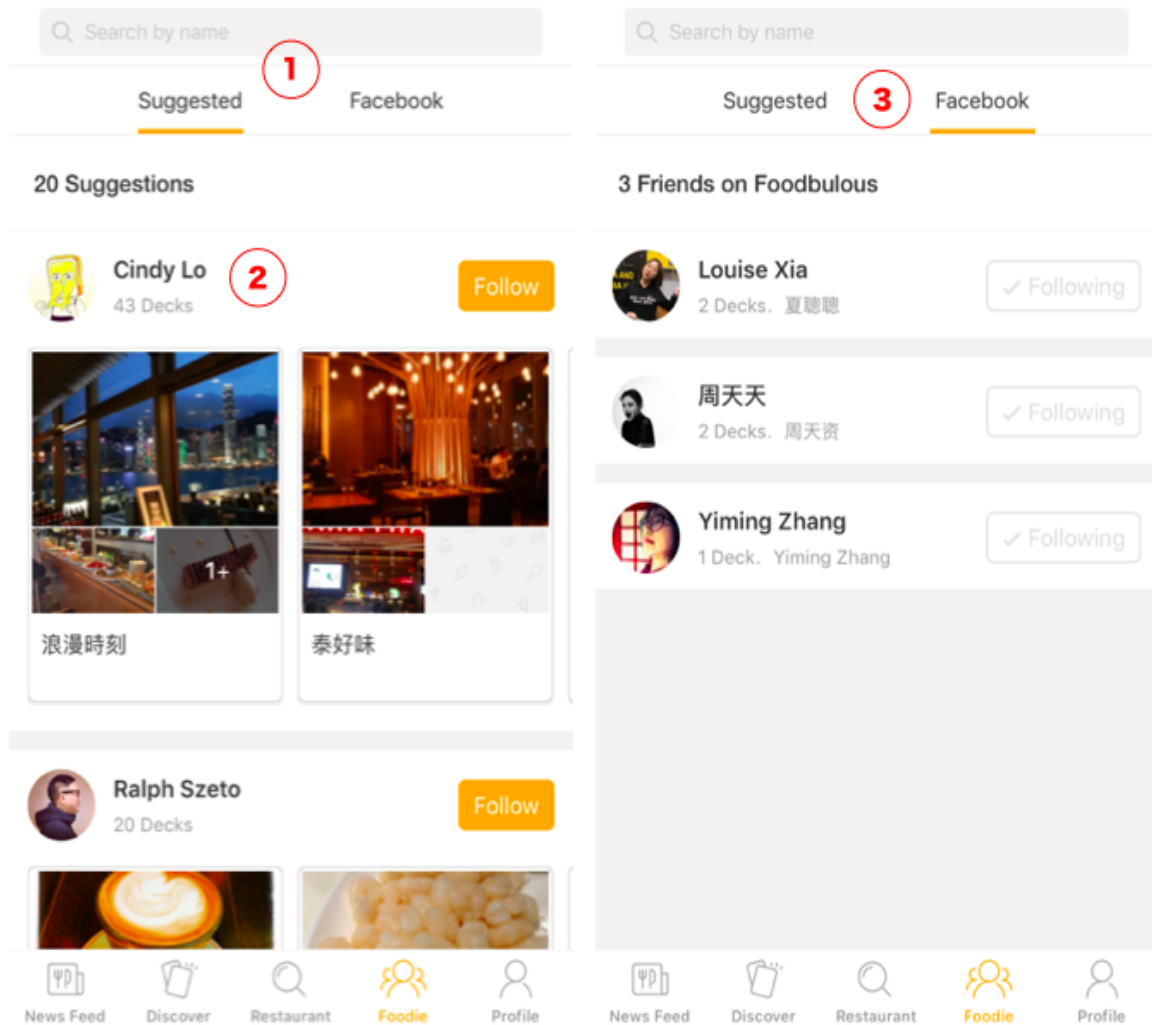 Search by name
1
Suggested
Facebook
20 Suggestions
Cindy Lo
2
43 Decks
Follow
1+
浪漫時刻
泰好味
Ralph Szeto
20 Decks
Follow
News Feed
Discover
Restaurant
Foodie
Profile
Search by name
Suggested
3
Facebook
3 Friends on Foodbulous
Louise Xia
2 Decks. 夏聰聰
Following
周天天
2 Decks. 周天资
Following
Yiming Zhang
1 Deck. Yiming Zhang
Following
News Feed
Discover
Restaurant
Foodie
Profile